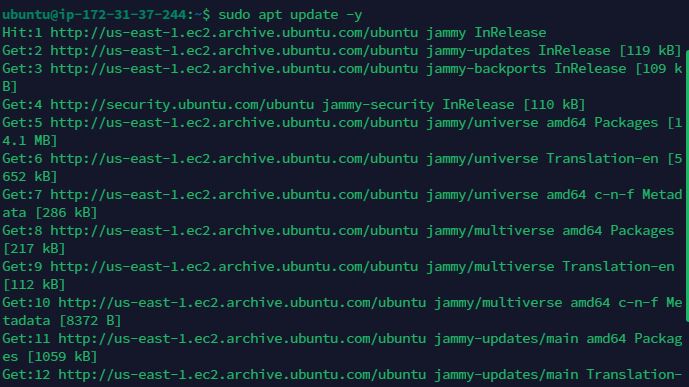 ubuntu@ip-172-31-37-244:~$ sudo apt update -y
Hit:1 http://us-east-1.ec2.archive.ubuntu.com/ubuntu jammy InRelease
Get:2 http://us-east-1.ec2.archive.ubuntu.com/ubuntu jammy-updates InRelease [119 kB]
Get:3 http://us-east-1.ec2.archive.ubuntu.com/ubuntu jammy-backports InRelease [109 k
B]
Get:4 http://security.ubuntu.com/ubuntu jammy-security InRelease [110 kB]
Get:5 http://us-east-1.ec2.archive.ubuntu.com/ubuntu jammy/universe amd64 Packages [1
4.1 MB]
Get:6 http://us-east-1.ec2.archive.ubuntu.com/ubuntu jammy/universe Translation-en [5
652 kB]
Get:7 http://us-east-1.ec2.archive.ubuntu.com/ubuntu jammy/universe amd64 c-n-f Metad
ata [286 kB]
Get:8 http://us-east-1.ec2.archive.ubuntu.com/ubuntu jammy/multiverse amd64 Packages
[217 kB]
Get:9 http://us-east-1.ec2.archive.ubuntu.com/ubuntu jammy/multiverse Translation-en
[112 kB]
Get:10 http://us-east-1.ec2.archive.ubuntu.com/ubuntu jammy/multiverse amd64 c-n-f Me
tadata [8372 B]
Get:11 http://us-east-1.ec2.archive.ubuntu.com/ubuntu jammy-updates/main amd64 Packag
es [1059 kB]
Get:12 http://us-east-1.ec2.archive.ubuntu.com/ubuntu jammy-updates/main Translation-